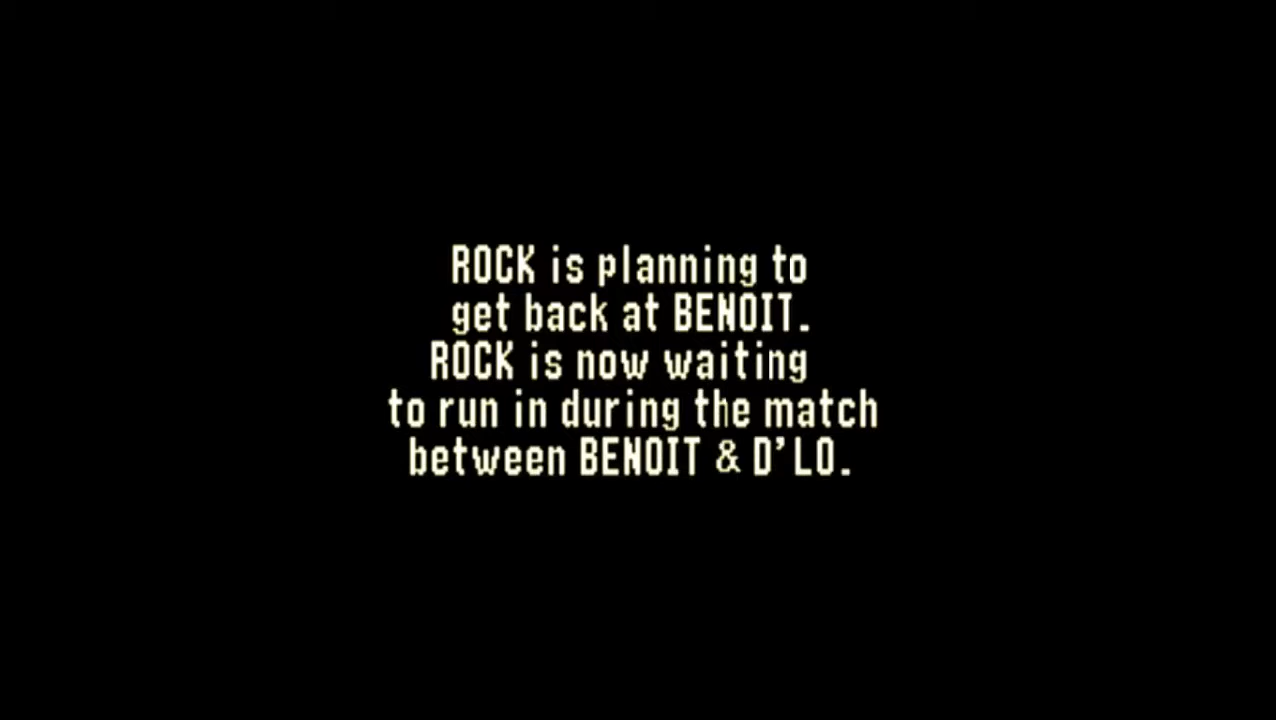 ROCK is planning to
get back at BENOIT.
ROCK is now waiting
to run in during the match
between BENOIT & D'LO.